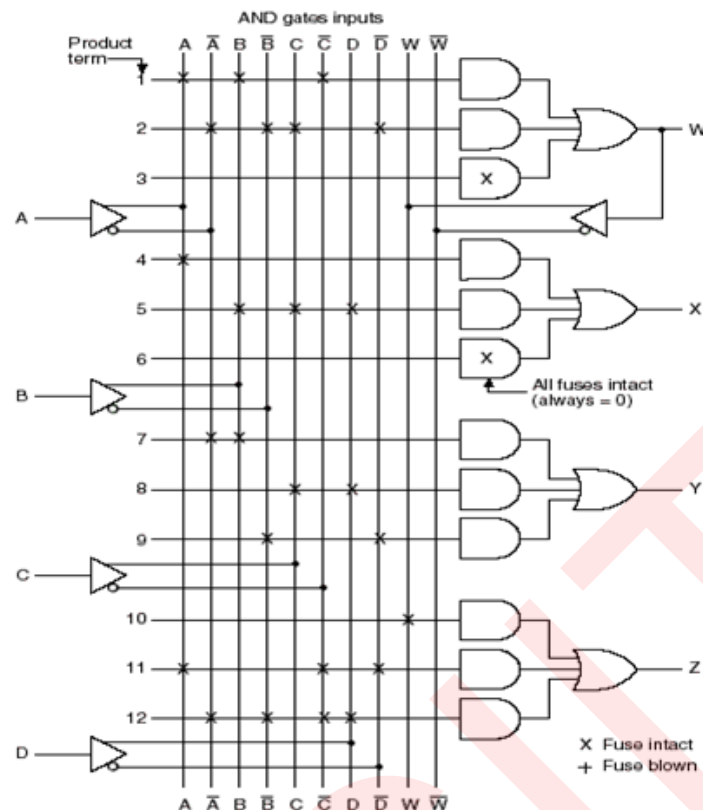 AND gates inputs
Product term
A A̅ B B̅ C C̅ D D̅ W W̅
1
2
W
3
A
4
5
X
6
All fuses intact
(always = 0)
B
7
8
Y
9
C
10
11
Z
12
D
X Fuse intact
+ Fuse blown
A A̅ B B̅ C C̅ D D̅ W W̅